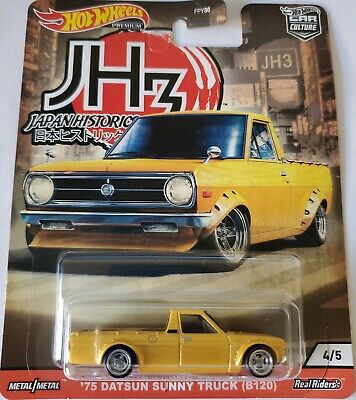 Hot Wheels
PREMIUM
FPY86
CAR
CULTURE
JH3
JH3
JAPAN HISTORICS
日本ヒストリック
'75 DATSUN SUNNY TRUCK (B120)
4/5
METAL/METAL
Real Riders